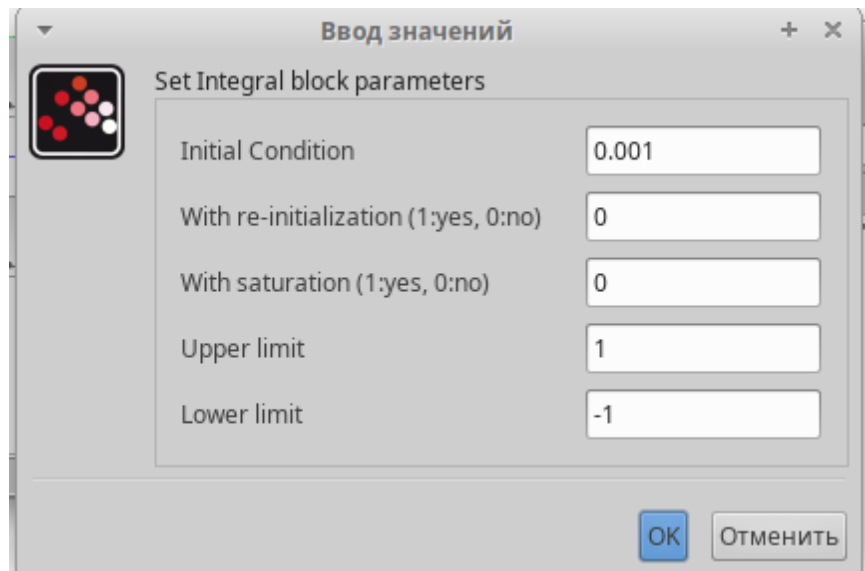 Ввод значений
Set Integral block parameters
Initial Condition 0.001
With re-initialization (1:yes, 0:no) 0
With saturation (1:yes, 0:no) 0
Upper limit 1
Lower limit -1
OK Отменить